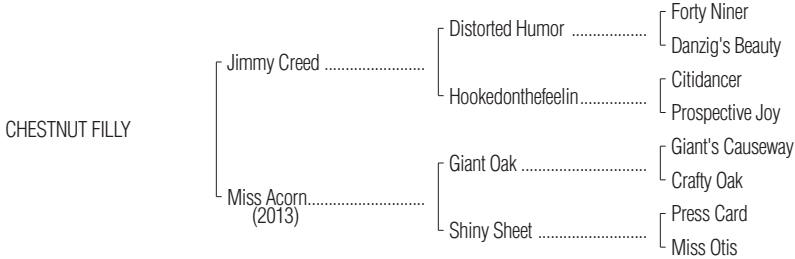 Forty Niner
Distorted Humor ..................
Danzig's Beauty
Jimmy Creed ........................
Citidancer
Hookedonthefeelin................
Prospective Joy
CHESTNUT FILLY
Giant's Causeway
Giant Oak ..............................
Crafty Oak
Miss Acorn............................
(2013)
Press Card
Shiny Sheet ..........................
Miss Otis